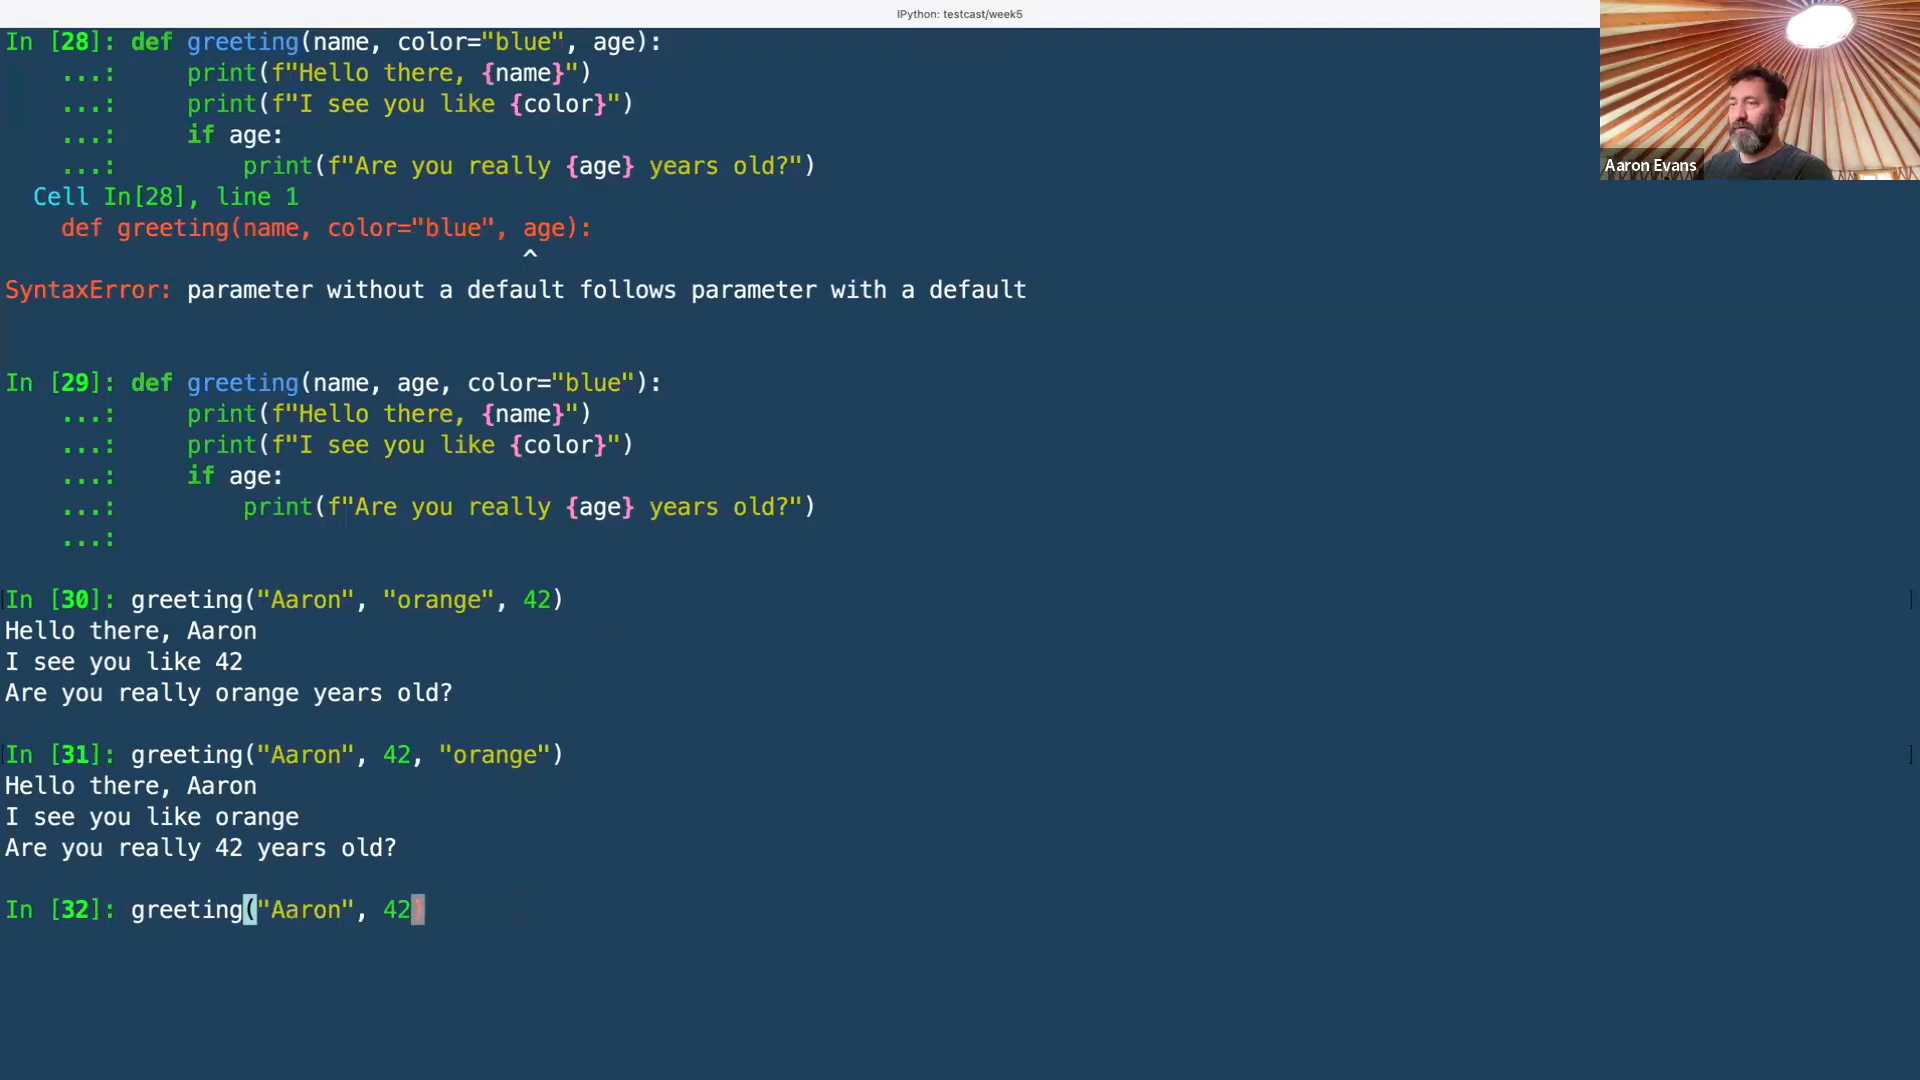 IPython: testcast/week5
In [28]: def greeting(name, color="blue", age):
...: print(f"Hello there, {name}")
...: print(f"I see you like {color}")
...: if age:
...: print(f"Are you really {age} years old?")
Cell In[28], line 1
def greeting(name, color="blue", age):
^
SyntaxError: parameter without a default follows parameter with a default
In [29]: def greeting(name, age, color="blue"):
...: print(f"Hello there, {name}")
...: print(f"I see you like {color}")
...: if age:
...: print(f"Are you really {age} years old?")
...:
In [30]: greeting("Aaron", "orange", 42)
Hello there, Aaron
I see you like 42
Are you really orange years old?
In [31]: greeting("Aaron", 42, "orange")
Hello there, Aaron
I see you like orange
Are you really 42 years old?
In [32]: greeting("Aaron", 42)
Aaron Evans